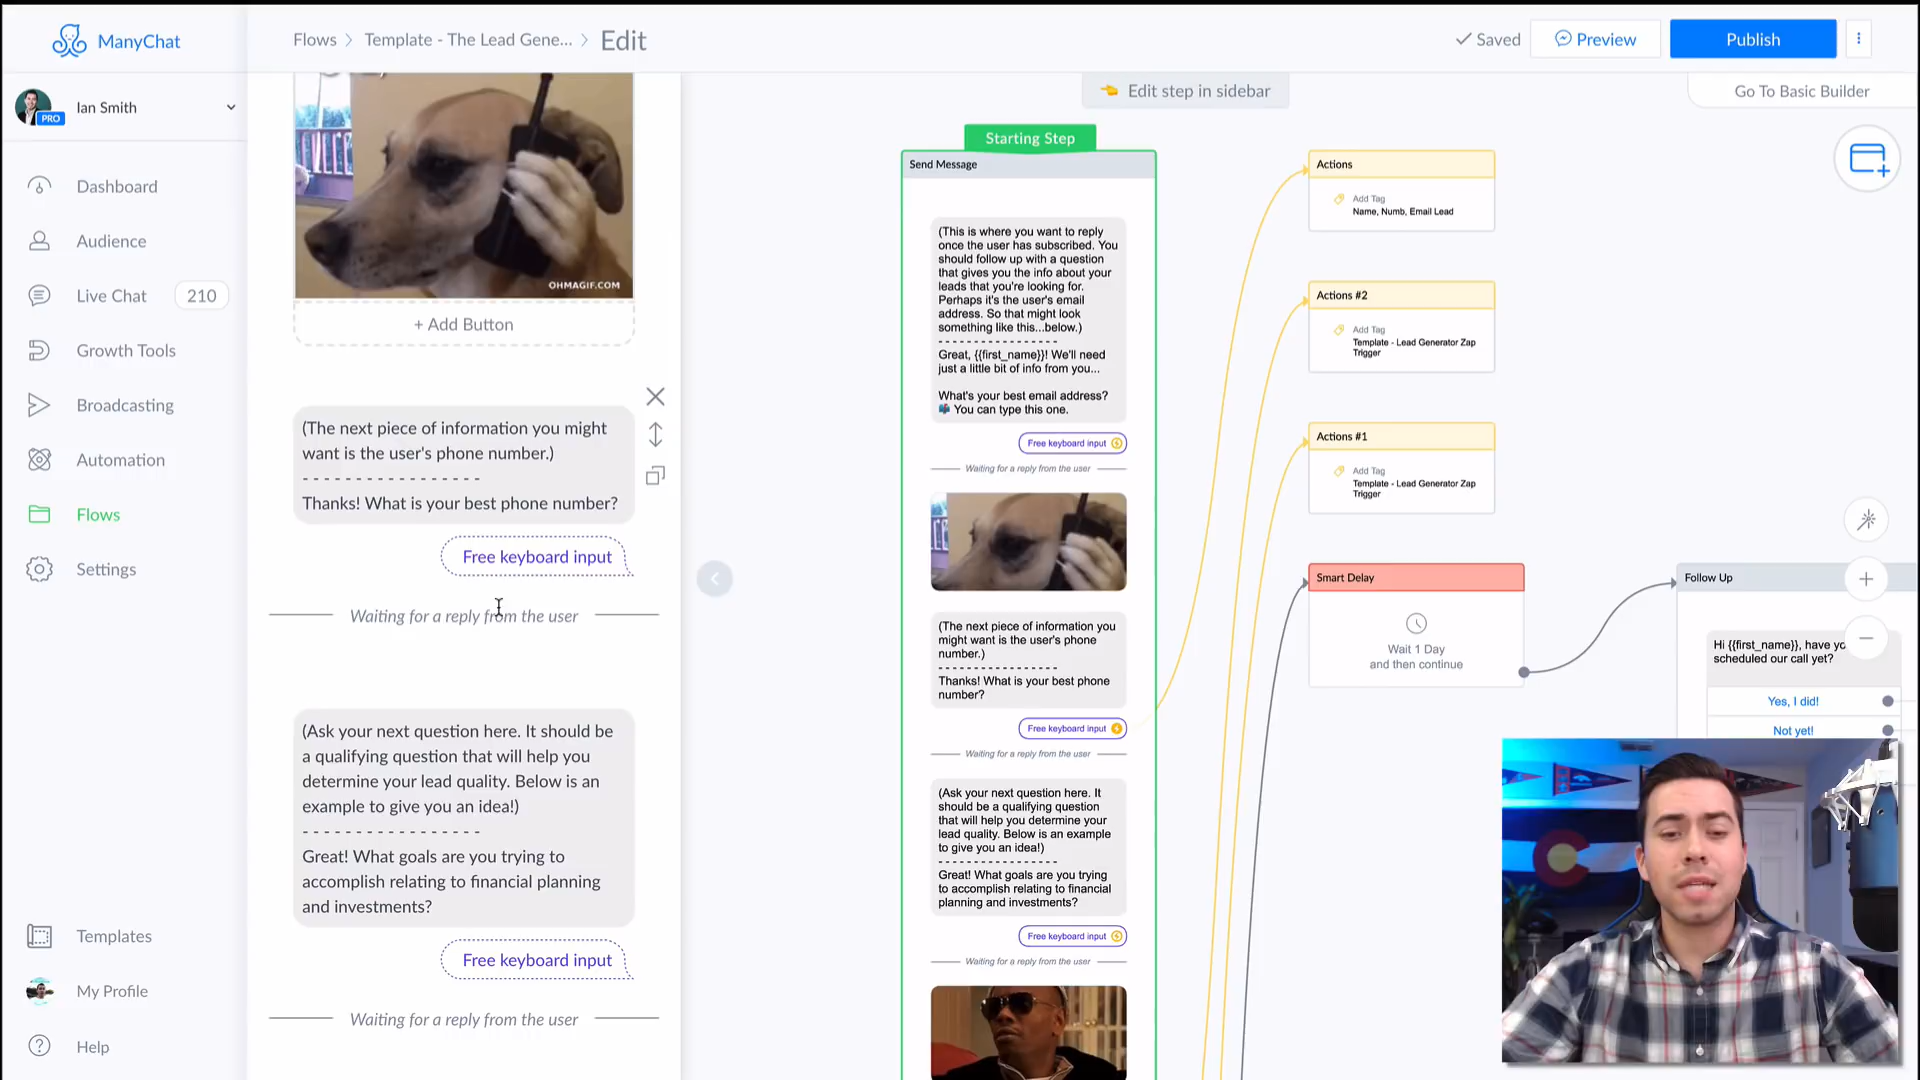 ManyChat
Flows > Template - The Lead Gene... > Edit
Saved
Preview
Publish
Ian Smith
PRO
Dashboard
Audience
Live Chat
210
Growth Tools
Broadcasting
Automation
Flows
Settings
Templates
My Profile
Help
OHMAGIF.COM
+ Add Button
(The next piece of information you might
want is the user's phone number.)
- - - - - - - - - - - - - - - - -
Thanks! What is your best phone number?
Free keyboard input
Waiting for a reply from the user
(Ask your next question here. It should be
a qualifying question that will help you
determine your lead quality. Below is an
example to give you an idea!)
- - - - - - - - - - - - - - - - -
Great! What goals are you trying to
accomplish relating to financial planning
and investments?
Free keyboard input
Waiting for a reply from the user
Edit step in sidebar
Go To Basic Builder
Starting Step
Send Message
(This is where you want to reply
once the user has subscribed. You
should follow up with a question
that gives you the info about your
leads that you're looking for.
Perhaps it's the user's email
address. So that might look
something like this...below.)
- - - - - - - - - - - - - - - - -
Great, {{first_name}}! We'll need
just a little bit of info from you...
What's your best email address?
You can type this one.
Free keyboard input
Waiting for a reply from the user
(The next piece of information you
might want is the user's phone
number.)
- - - - - - - - - - - - - - - - -
Thanks! What is your best phone
number?
Free keyboard input
Waiting for a reply from the user
(Ask your next question here. It
should be a qualifying question
that will help you determine your
lead quality. Below is an example
to give you an idea!)
- - - - - - - - - - - - - - - - -
Great! What goals are you trying
to accomplish relating to financial
planning and investments?
Free keyboard input
Waiting for a reply from the user
Actions
Add Tag
Name, Numb, Email Lead
Actions #2
Add Tag
Template - Lead Generator Zap
Trigger
Actions #1
Add Tag
Template - Lead Generator Zap
Trigger
Smart Delay
Wait 1 Day
and then continue
Follow Up
Hi {{first_name}}, have yo
scheduled our call yet?
Yes, I did!
Not yet!